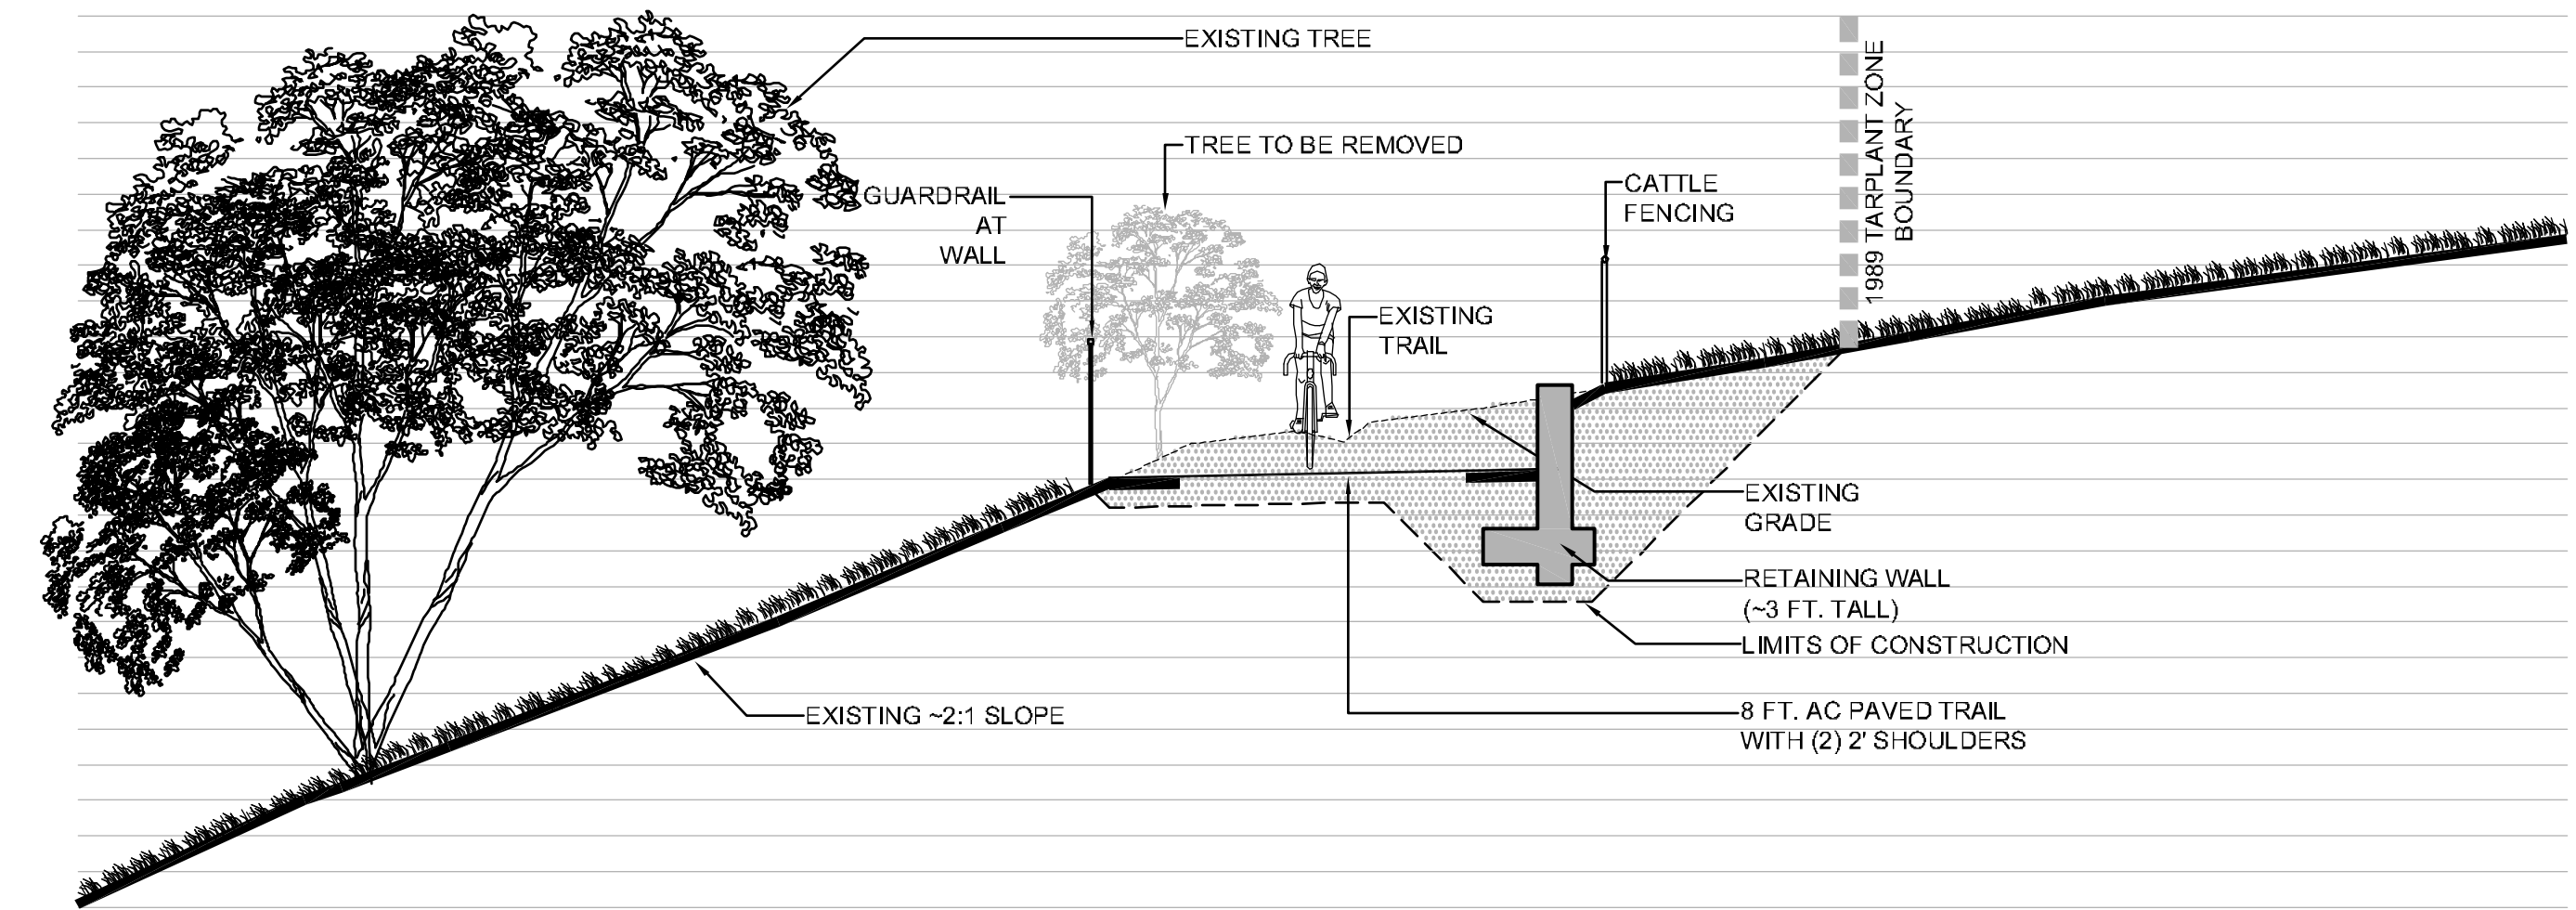 EXISTING TREE
TREE TO BE REMOVED
GUARDRAIL
AT
WALL
CATTLE
FENCING
1989 TARPLANT ZONE
BOUNDARY
EXISTING
TRAIL
EXISTING
GRADE
RETAINING WALL
(~3 FT. TALL)
LIMITS OF CONSTRUCTION
EXISTING ~2:1 SLOPE
8 FT. AC PAVED TRAIL
WITH (2) 2' SHOULDERS